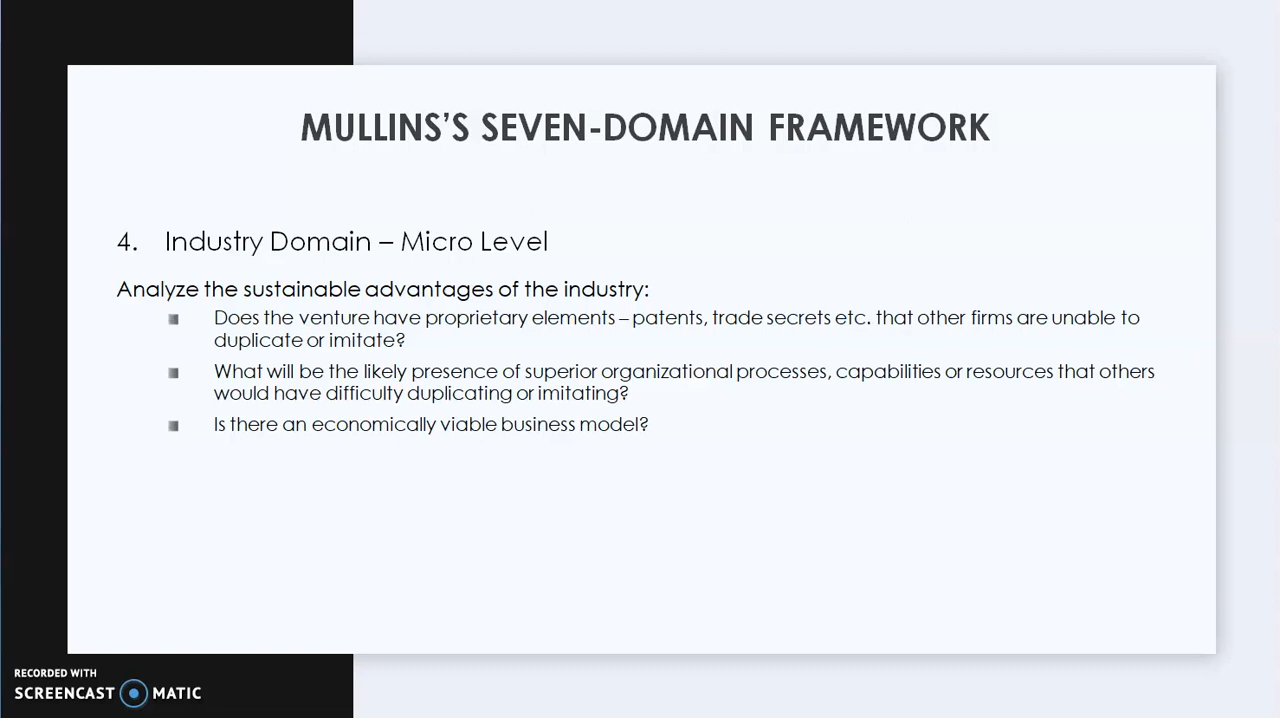 MULLINS’S SEVEN-DOMAIN FRAMEWORK
4. Industry Domain – Micro Level
Analyze the sustainable advantages of the industry:
Does the venture have proprietary elements – patents, trade secrets etc. that other firms are unable to
duplicate or imitate?
What will be the likely presence of superior organizational processes, capabilities or resources that others
would have difficulty duplicating or imitating?
Is there an economically viable business model?
RECORDED WITH
SCREENCAST MATIC